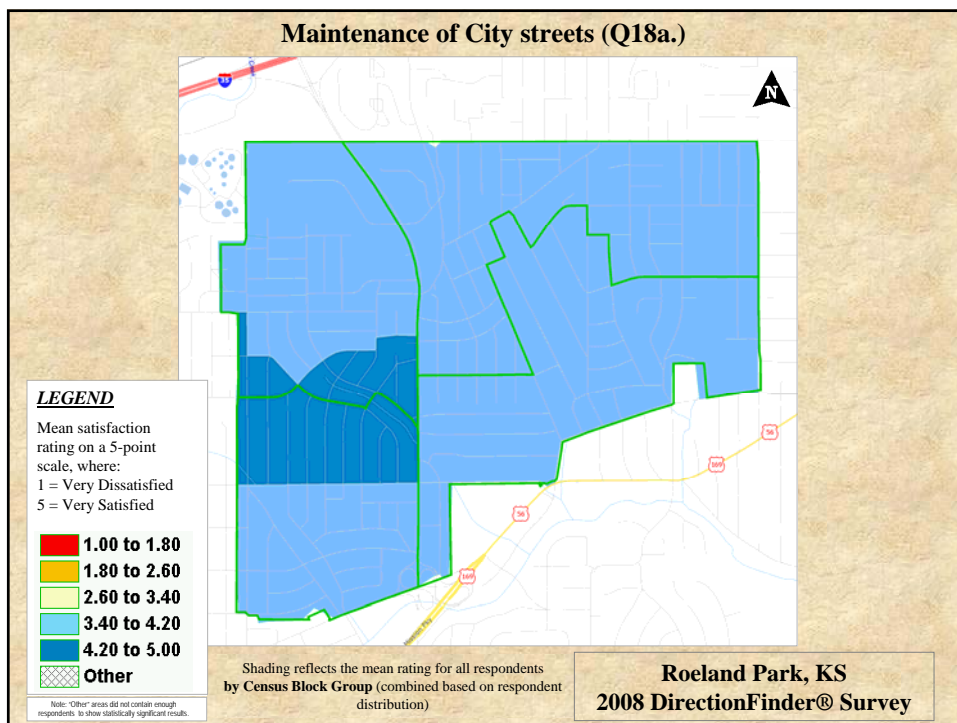 Maintenance of City streets (Q18a.)
35
N
LEGEND
Mean satisfaction
rating on a 5-point
scale, where:
1 = Very Dissatisfied
5 = Very Satisfied
1.00 to 1.80
1.80 to 2.60
2.60 to 3.40
3.40 to 4.20
4.20 to 5.00
Other
Note: "Other" areas did not contain enough
respondents to show statistically significant results.
56
169
56
169
Shading reflects the mean rating for all respondents
by Census Block Group (combined based on respondent
distribution)
Roeland Park, KS
2008 DirectionFinder® Survey